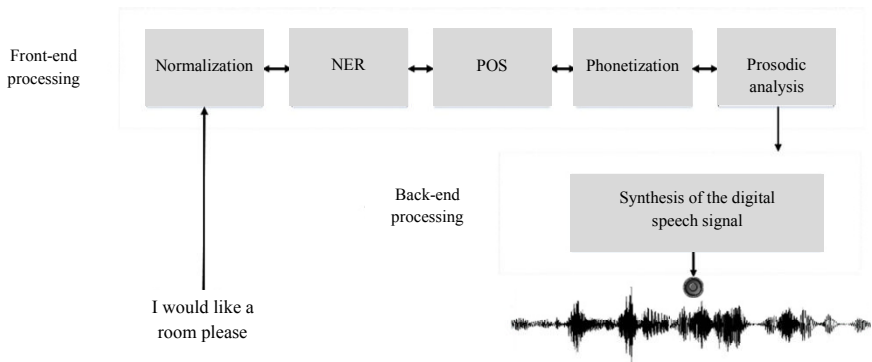 Front-end
processing
Normalization
NER
POS
Phonetization
Prosodic
analysis
Back-end
processing
Synthesis of the digital
speech signal
I would like a
room please